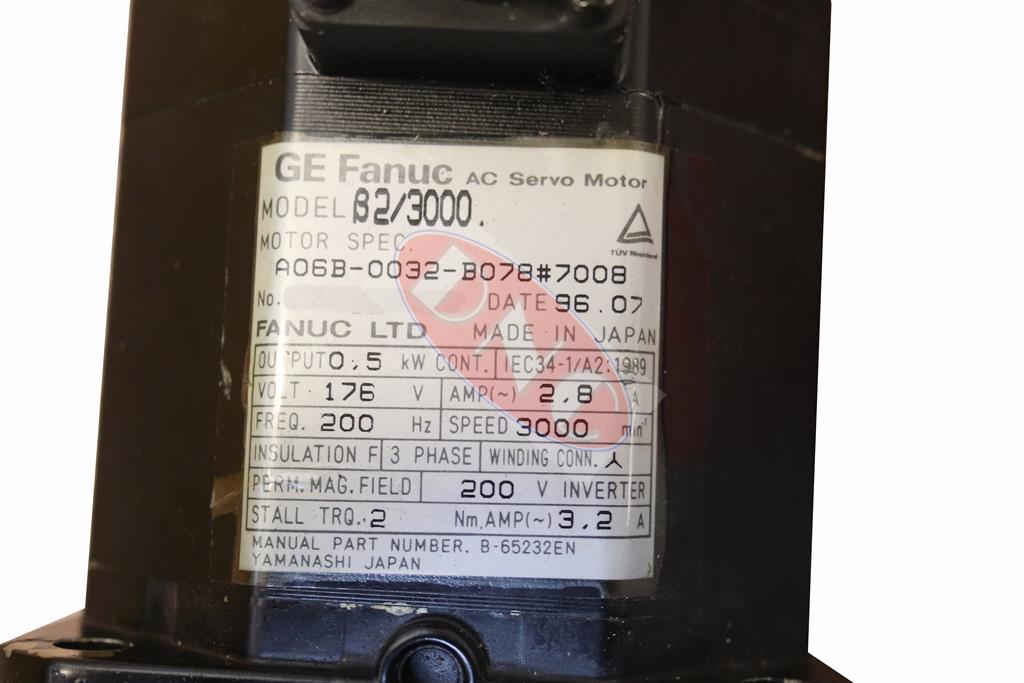 GE Fanuc AC Servo Motor
MODEL β2/3000.
TÜV Rheinland
MOTOR SPEC.
A06B-0032-B078#7008
No. DATE 96.07
FANUC LTD MADE IN JAPAN
OUTPUT 0.5 kW CONT. IEC34-1/A2:1989
VOLT. 176 V AMP(~) 2.8 A
FREQ. 200 Hz SPEED 3000 min⁻¹
INSULATION F 3 PHASE WINDING CONN. 人
PERM.MAG.FIELD 200 V INVERTER
STALL TRQ. 2 Nm, AMP(~) 3.2 A
MANUAL PART NUMBER. B-65232EN
YAMANASHI JAPAN
DNC